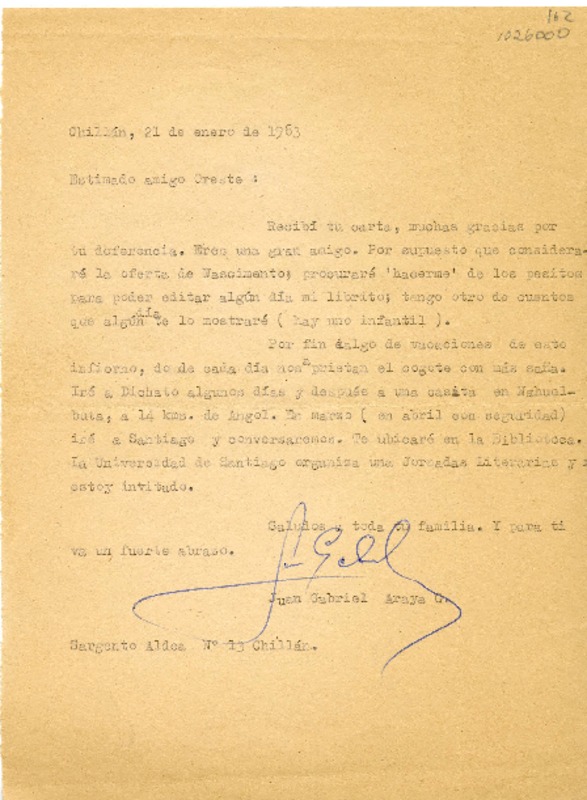 162
1026000
Chillán, 21 de enero de 1963
Estimado amigo Oreste :
Recibí tu carta, muchas gracias por
tu deferencia. Eres una gran amigo. Por supuesto que considera-
ré la oferta de Nascimento; procuraré 'hacerme' de los pesitos
para poder editar algún día mi librito; tengo otro de cuentos
que algún día te lo mostraré ( hay uno infantil ).
Por fin éalgo de vacaciones de este
infierno, donde cada día nos aprietan el cogote con más saña.
Iré a Dichato algunos días y después a una casita en Nahuel-
buta, a 14 kms. de Angol. En marzo ( en abril con seguridad)
iré a Santiago y conversaremos. Te ubicaré en la Biblioteca.
La Universidad de Santiago organiza una Jornadas Literarias y
estoy invitado.
Saludos a toda tu familia. Y para ti
va un fuerte abraso.
Juan Gabriel Araya G.
Sargento Aldea Nº 13 Chillán.